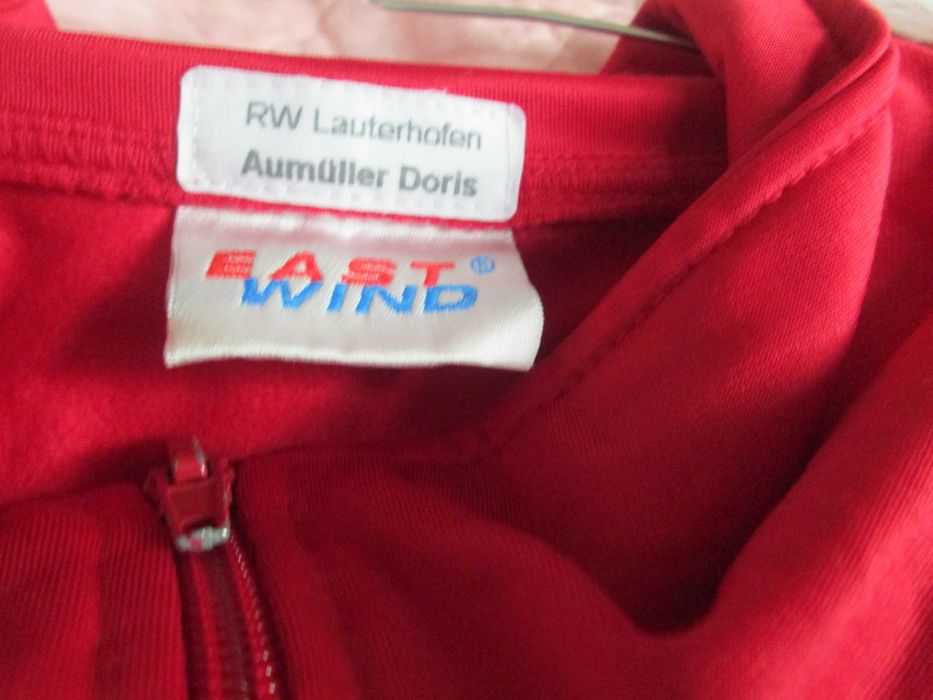 RW Lauterhofen
Aumüller Doris
EAST®
WIND